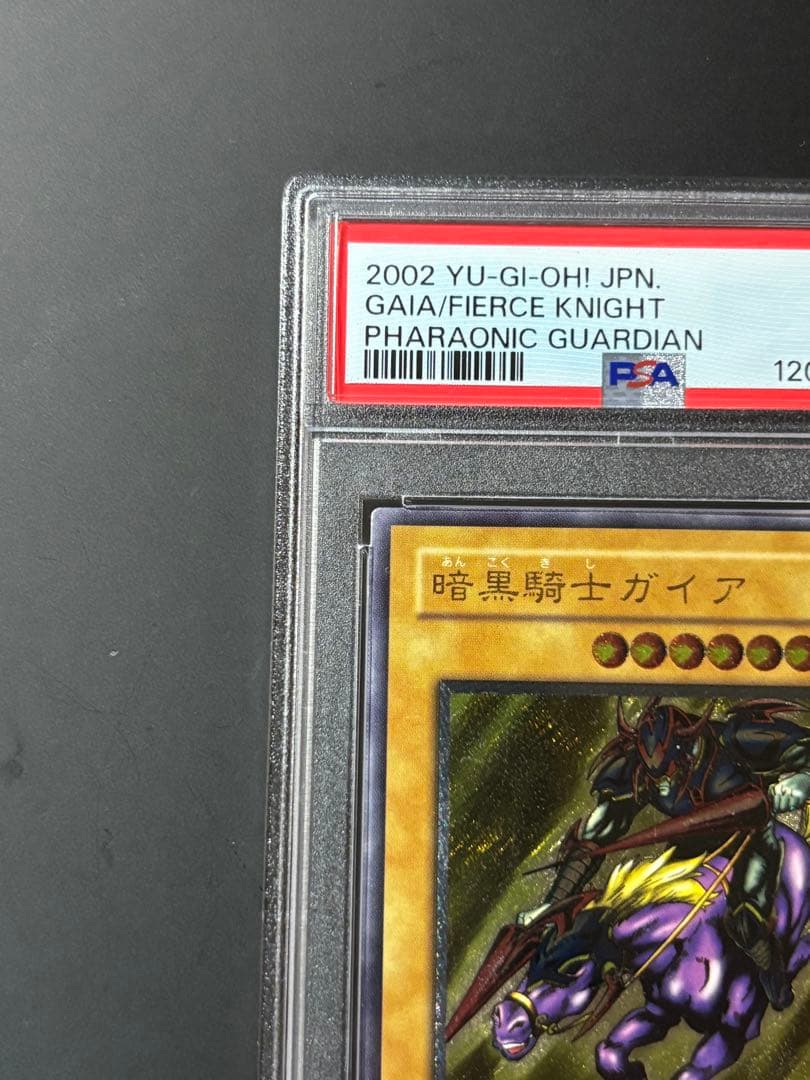 2002 YU-GI-OH! JPN.
GAIA/FIERCE KNIGHT
PHARAONIC GUARDIAN
PSA
120
あん こく き し
暗黒騎士ガイア